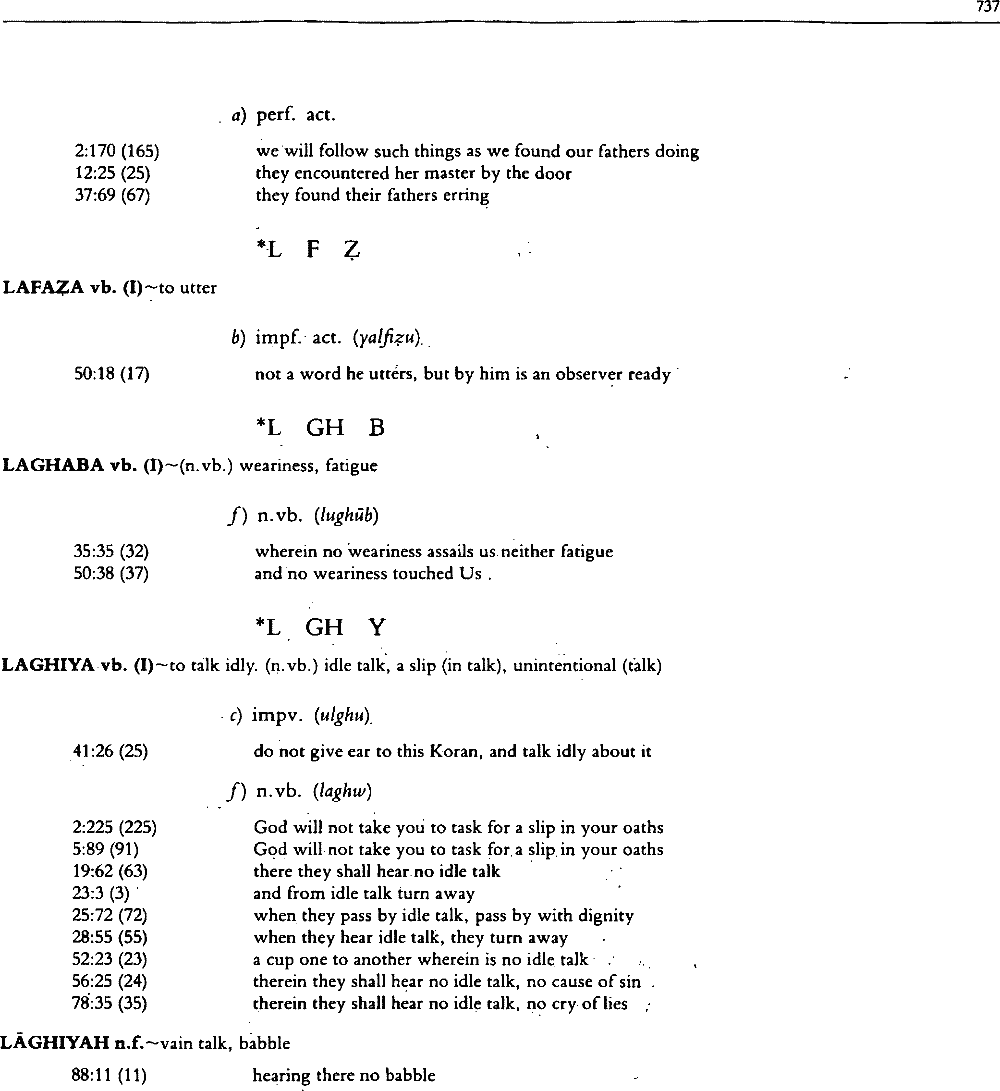 737
a) perf. act.
2:170 (165) we will follow such things as we found our fathers doing
12:25 (25) they encountered her master by the door
37:69 (67) they found their fathers erring
*L F Ẓ
LAFAẒA vb. (I)~to utter
b) impf. act. (yalfiẓu)
50:18 (17) not a word he utters, but by him is an observer ready
*L GH B
LAGHABA vb. (I)~(n.vb.) weariness, fatigue
f) n.vb. (lughūb)
35:35 (32) wherein no weariness assails us neither fatigue
50:38 (37) and no weariness touched Us
*L GH Y
LAGHIYA vb. (I)~to talk idly. (n.vb.) idle talk, a slip (in talk), unintentional (talk)
c) impv. (ulghu)
41:26 (25) do not give ear to this Koran, and talk idly about it
f) n.vb. (laghw)
2:225 (225) God will not take you to task for a slip in your oaths
5:89 (91) God will not take you to task for a slip in your oaths
19:62 (63) there they shall hear no idle talk
23:3 (3) and from idle talk turn away
25:72 (72) when they pass by idle talk, pass by with dignity
28:55 (55) when they hear idle talk, they turn away
52:23 (23) a cup one to another wherein is no idle talk
56:25 (24) therein they shall hear no idle talk, no cause of sin
78:35 (35) therein they shall hear no idle talk, no cry of lies
LĀGHIYAH n.f.~vain talk, babble
88:11 (11) hearing there no babble